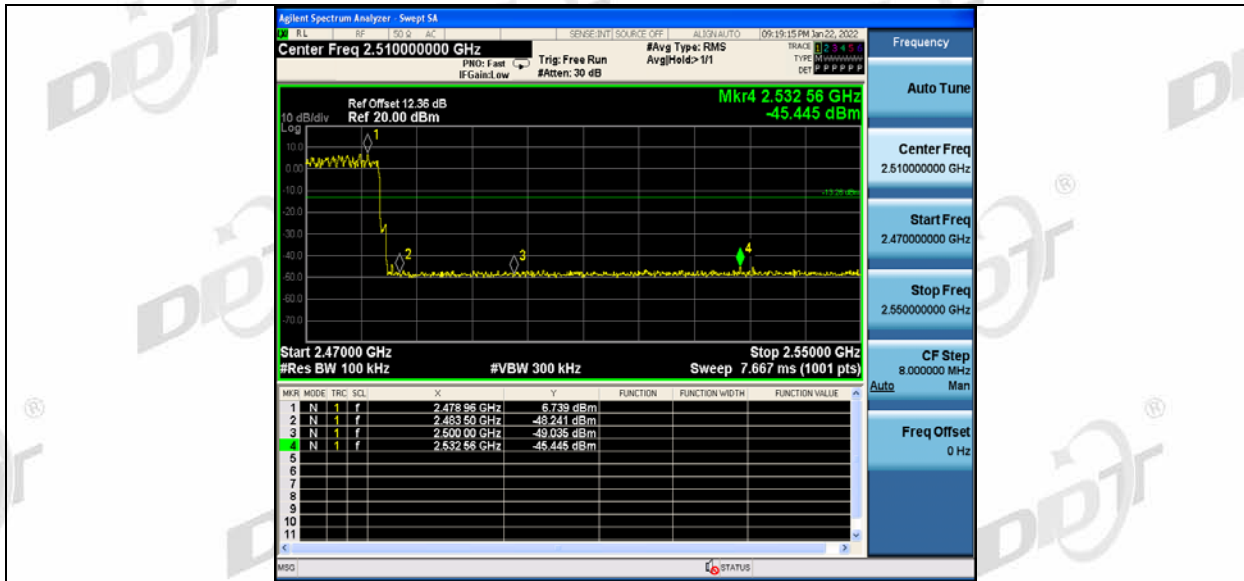 Agilent Spectrum Analyzer - Swept SA
RL RF 50 Ω AC SENSE:INT SOURCE OFF ALIGNAUTO 09:19:15 PM Jan 22, 2022
Center Freq 2.510000000 GHz
PNO: Fast
IFGain:Low
Trig: Free Run
#Atten: 30 dB
#Avg Type: RMS
Avg|Hold:>1/1
TRACE 1 2 3 4 5 6
TYPE M
DET P P P P P P
Frequency
Auto Tune
Center Freq
2.510000000 GHz
Start Freq
2.470000000 GHz
Stop Freq
2.550000000 GHz
CF Step
8.000000 MHz
Auto Man
Freq Offset
0 Hz
Mkr4 2.532 56 GHz
-45.445 dBm
Ref Offset 12.36 dB
10 dB/div Ref 20.00 dBm
Log
10.0
0.00
-10.0
-20.0
-30.0
-40.0
-50.0
-60.0
-70.0
1
2
3
4
Start 2.47000 GHz Stop 2.55000 GHz
#Res BW 100 kHz #VBW 300 kHz Sweep 7.667 ms (1001 pts)
MKR MODE TRC SCL X Y FUNCTION FUNCTION WIDTH FUNCTION VALUE
1 N 1 f 2.478 96 GHz 6.739 dBm
2 N 1 f 2.483 50 GHz -48.241 dBm
3 N 1 f 2.500 00 GHz -49.035 dBm
4 N 1 f 2.532 56 GHz -45.445 dBm
5
6
7
8
9
10
11
MSG STATUS